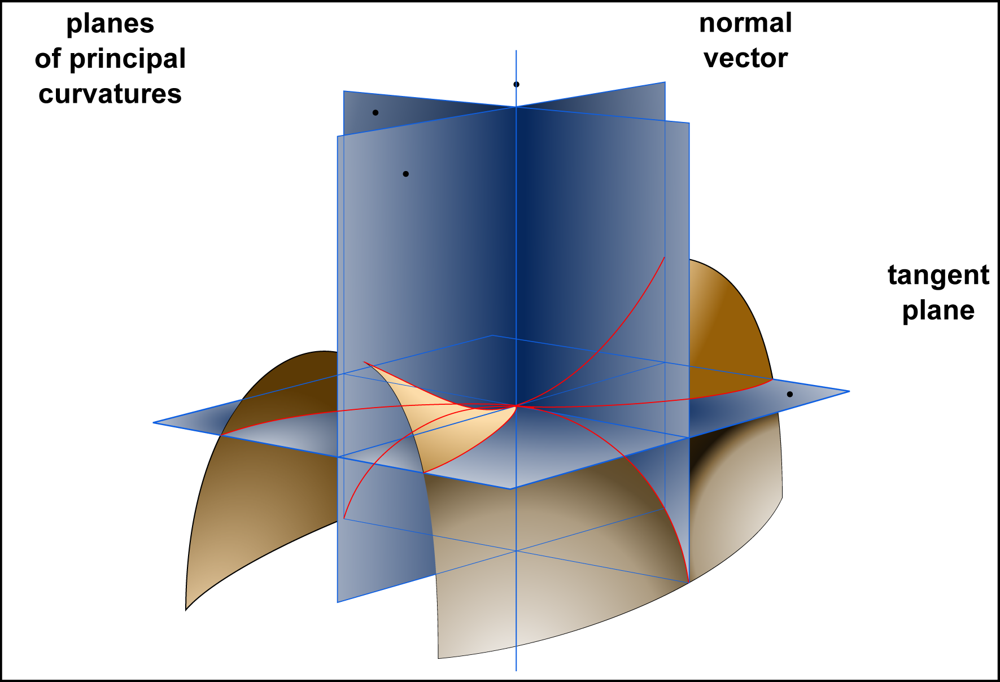 planes
of principal
curvatures
normal
vector
tangent
plane